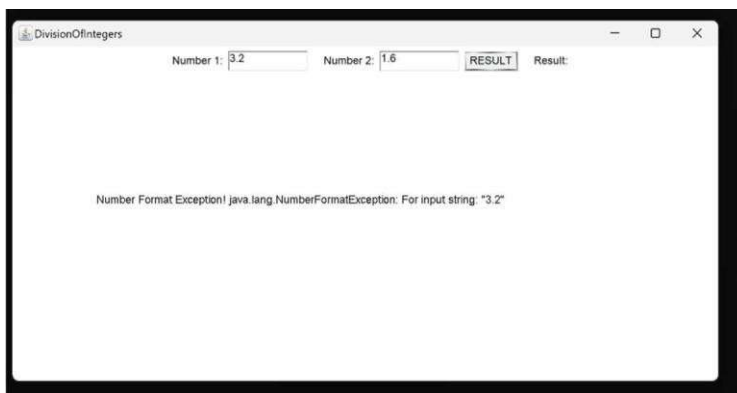 DivisionOfIntegers
Number 1: 3.2 Number 2: 1.6 RESULT Result:
Number Format Exception! java.lang.NumberFormatException: For input string: "3.2"